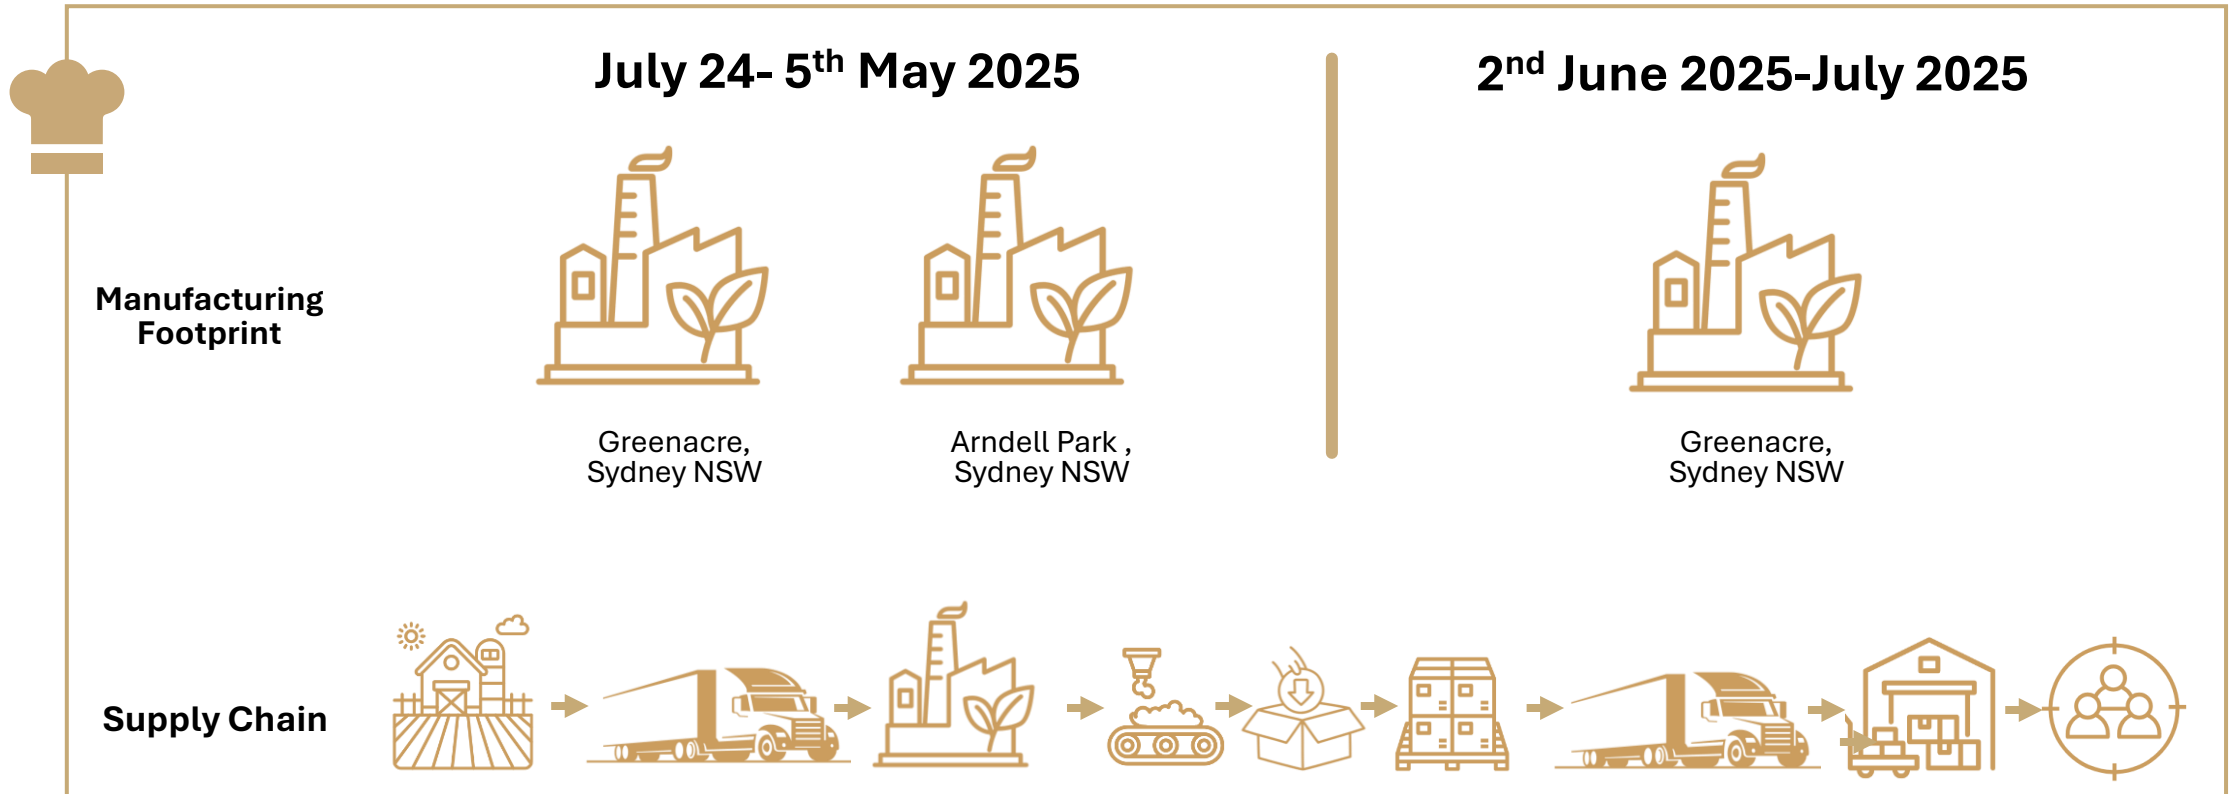 July 24- 5th May 2025
2nd June 2025-July 2025
Manufacturing
Footprint
Greenacre,
Sydney NSW
Arndell Park ,
Sydney NSW
Greenacre,
Sydney NSW
Supply Chain